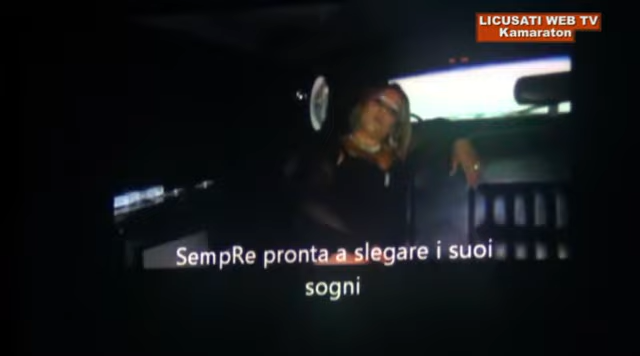 LICUSATI WEB TV
Kamaraton
SempRe pronta a slegare i suoi
sogni